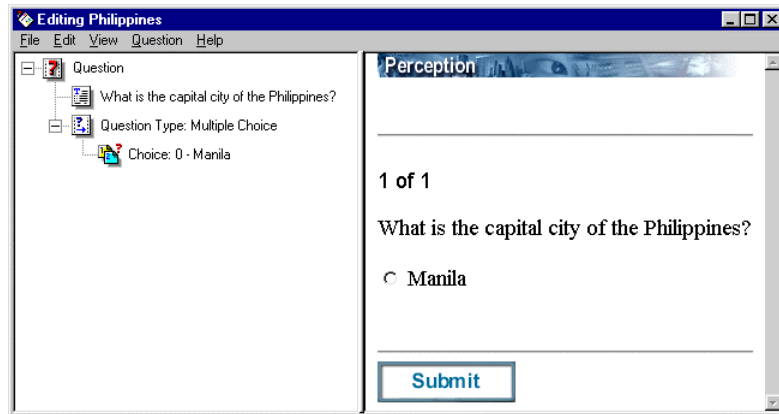 Editing Philippines
File Edit View Question Help
Question
What is the capital city of the Philippines?
Question Type: Multiple Choice
Choice: 0 - Manila
Perception
1 of 1
What is the capital city of the Philippines?
Manila
Submit